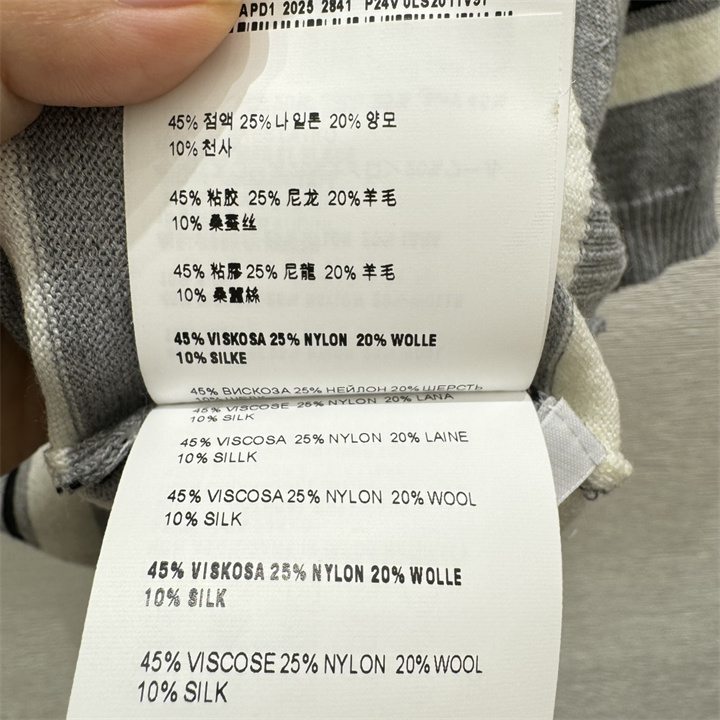 APD1 2025 2841
45% 점액 25% 나일론 20% 양모
10% 천사
45% 粘胶 25% 尼龙 20%羊毛
10% 桑蚕丝
45% 粘膠 25% 尼龍 20% 羊毛
10% 桑蠶絲
45% VISKOSA 25% NYLON 20% WOLLE
10% SILKE
45% ВИСКОЗА 25% НЕЙЛОН 20% ШЕРСТЬ
45% VISCOSE 25% NYLON 20% LANA
10% SILK
45% VISCOSA 25% NYLON 20% LAINE
10% SILLK
45% VISCOSA 25% NYLON 20% WOOL
10% SILK
45% VISKOSA 25% NYLON 20% WOLLE
10% SILK
45% VISCOSE 25% NYLON 20% WOOL
10% SILK